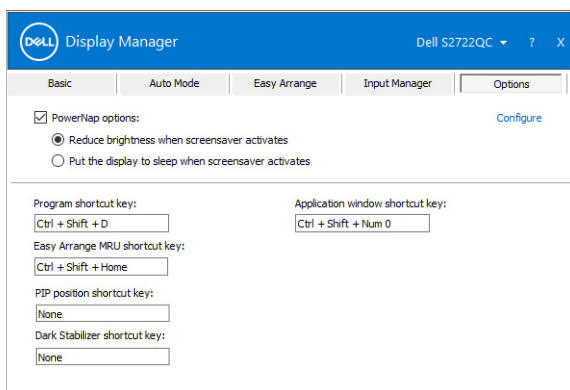 DELL Display Manager
Dell S2722QC ? X
Basic Auto Mode Easy Arrange Input Manager Options
PowerNap options: Configure
Reduce brightness when screensaver activates
Put the display to sleep when screensaver activates
Program shortcut key: Application window shortcut key:
Ctrl + Shift + D Ctrl + Shift + Num 0
Easy Arrange MRU shortcut key:
Ctrl + Shift + Home
PIP position shortcut key:
None
Dark Stabilizer shortcut key:
None